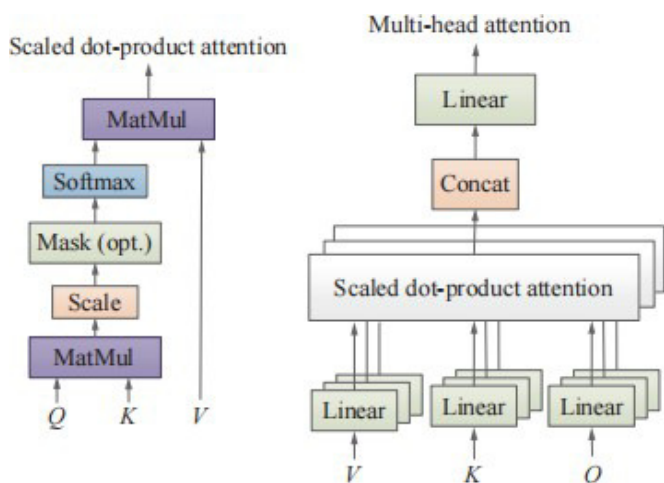 Scaled dot-product attention
MatMul
Softmax
Mask (opt.)
Scale
MatMul
Q K V
Multi-head attention
Linear
Concat
Scaled dot-product attention
Linear Linear Linear
V K O